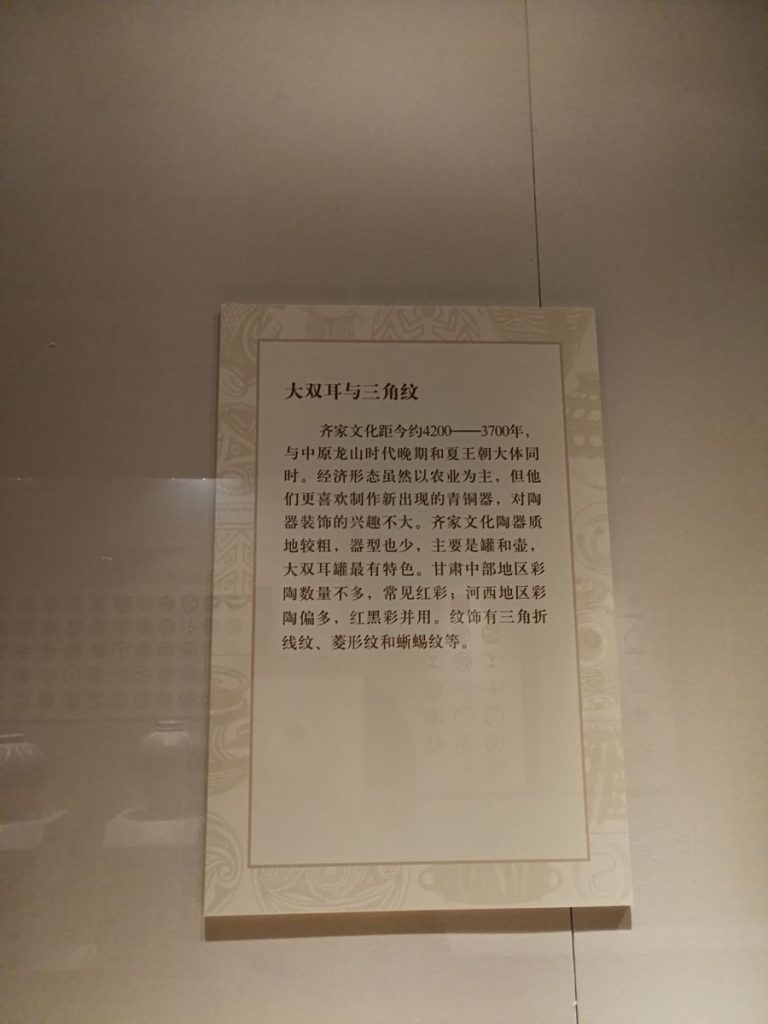 大双耳与三角纹
齐家文化距今约4200——3700年，
与中原龙山时代晚期和夏王朝大体同
时。经济形态虽然以农业为主，但他
们更喜欢制作新出现的青铜器，对陶
器装饰的兴趣不大。齐家文化陶器质
地较粗，器型也少，主要是罐和壶，
大双耳罐最有特色。甘肃中部地区彩
陶数量不多，常见红彩；河西地区彩
陶偏多，红黑彩并用。纹饰有三角折
线纹、菱形纹和蜥蜴纹等。